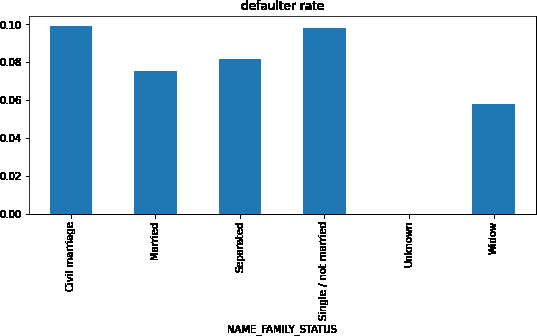 defaulter rate
0.10
0.08
0.06
0.04
0.02
0.00
Civil marriage
Married
Separated
Single / not married
Unknown
Widow
NAME_FAMILY_STATUS